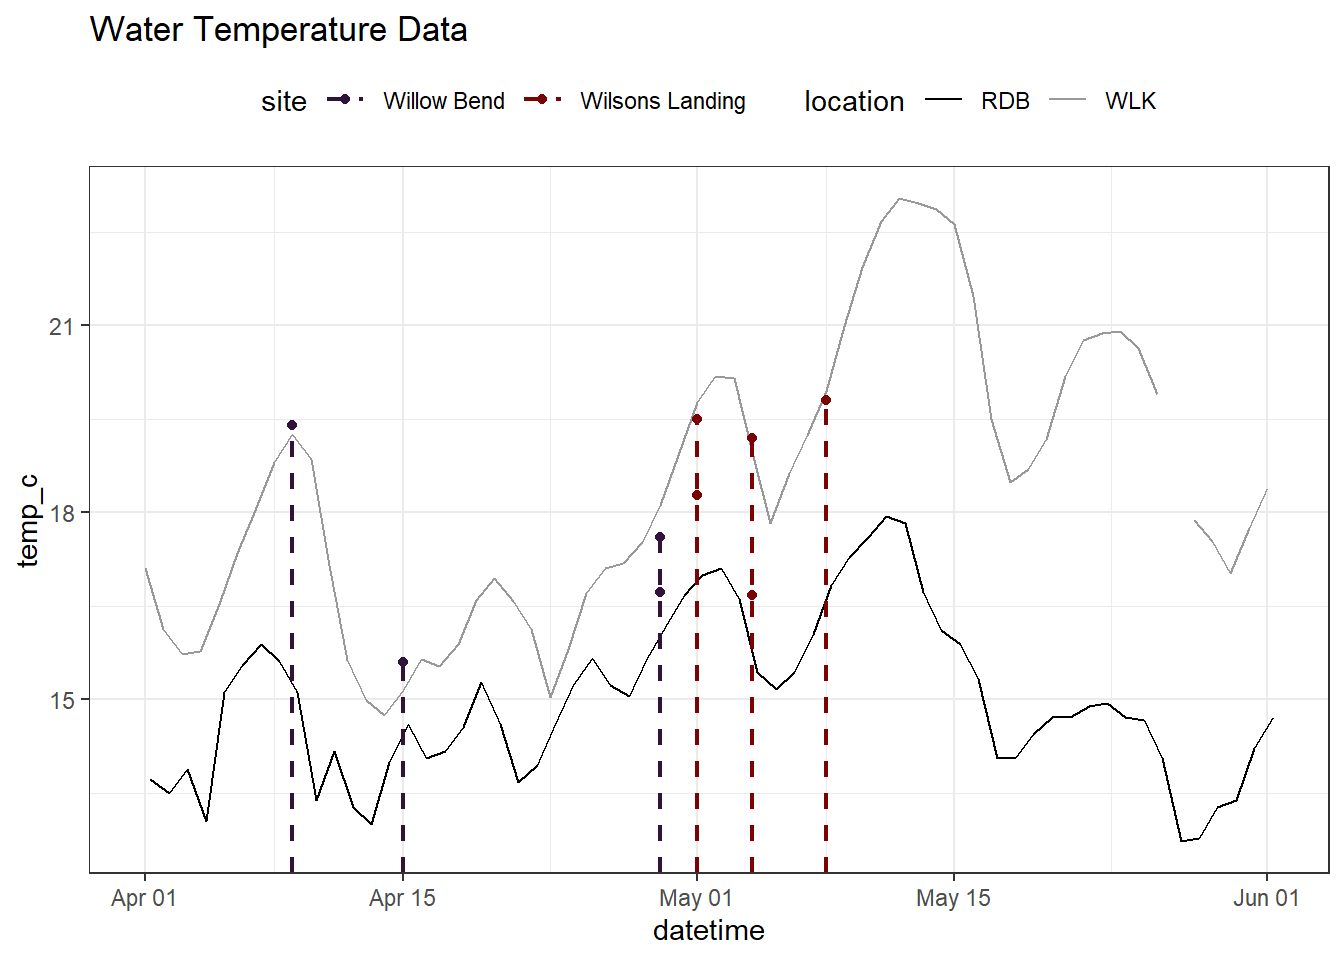 Water Temperature Data
site Willow Bend Wilsons Landing location RDB WLK
21
18
15
temp_c
Apr 01 Apr 15 May 01 May 15 Jun 01
datetime